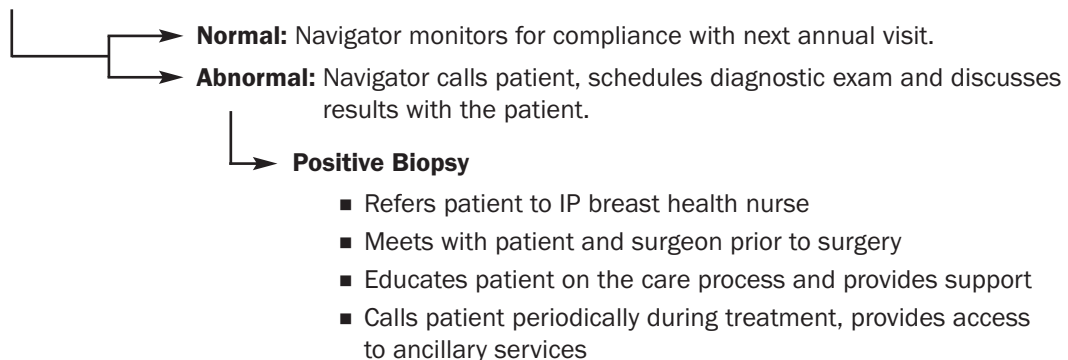 Normal: Navigator monitors for compliance with next annual visit.
Abnormal: Navigator calls patient, schedules diagnostic exam and discusses
results with the patient.
Positive Biopsy
■ Refers patient to IP breast health nurse
■ Meets with patient and surgeon prior to surgery
■ Educates patient on the care process and provides support
■ Calls patient periodically during treatment, provides access
to ancillary services